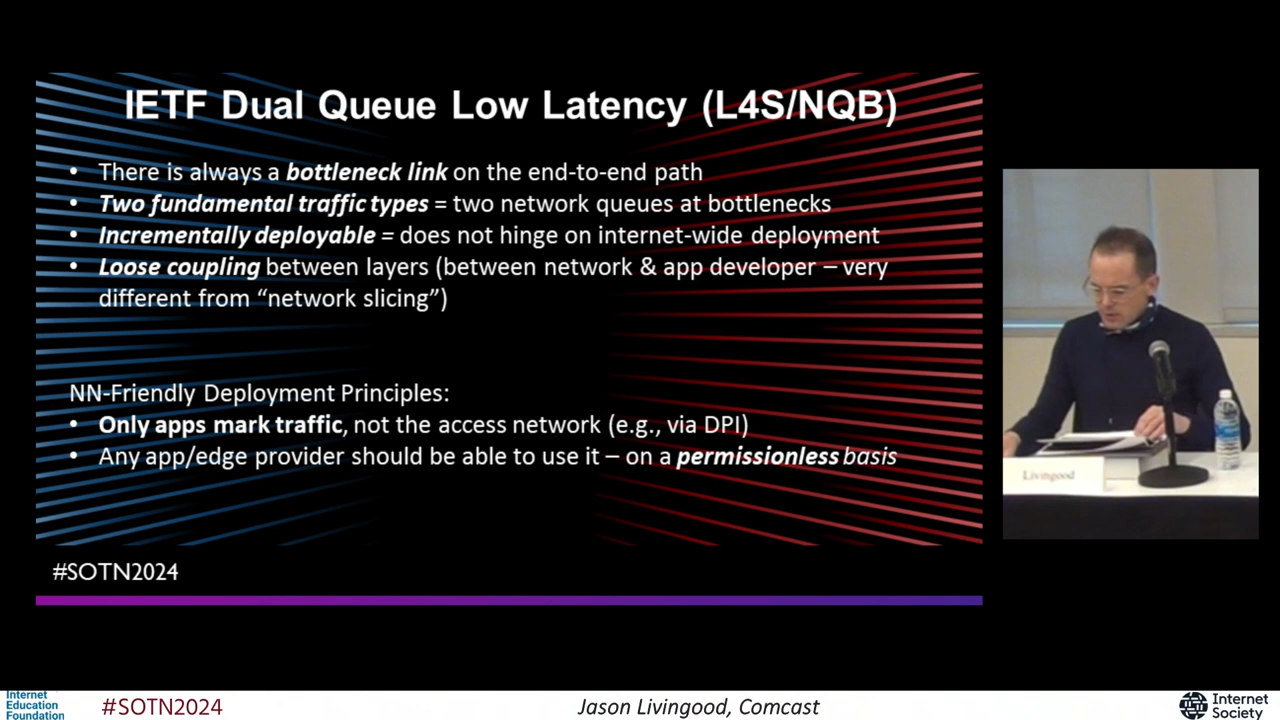 IETF Dual Queue Low Latency (L4S/NQB)
• There is always a bottleneck link on the end-to-end path
• Two fundamental traffic types = two network queues at bottlenecks
• Incrementally deployable = does not hinge on internet-wide deployment
• Loose coupling between layers (between network & app developer – very
different from “network slicing”)
NN-Friendly Deployment Principles:
• Only apps mark traffic, not the access network (e.g., via DPI)
• Any app/edge provider should be able to use it – on a permissionless basis
#SOTN2024
Livingood
Internet
Education
Foundation
#SOTN2024
Jason Livingood, Comcast
Internet
Society